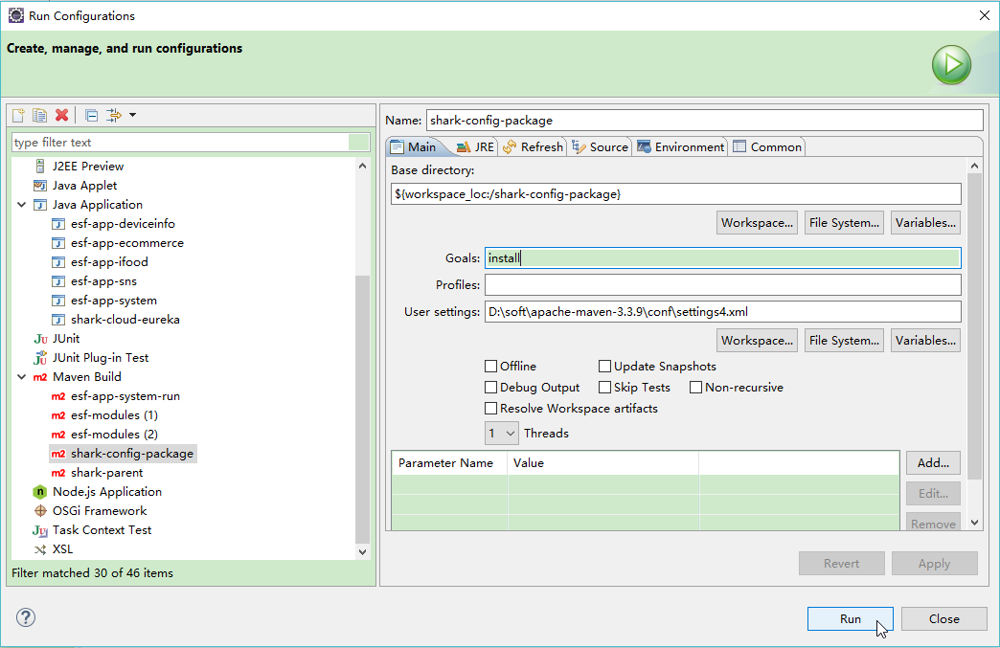 Run Configurations
Create, manage, and run configurations
type filter text
J2EE Preview
Java Applet
Java Application
esf-app-deviceinfo
esf-app-ecommerce
esf-app-ifood
esf-app-sns
esf-app-system
shark-cloud-eureka
JUnit
JUnit Plug-in Test
Maven Build
esf-app-system-run
esf-modules (1)
esf-modules (2)
shark-config-package
shark-parent
Node.js Application
OSGi Framework
Task Context Test
XSL
Filter matched 30 of 46 items
Name: shark-config-package
Main JRE Refresh Source Environment Common
Base directory:
${workspace_loc:/shark-config-package}
Workspace... File System... Variables...
Goals: install
Profiles:
User settings: D:\soft\apache-maven-3.3.9\conf\settings4.xml
Workspace... File System... Variables...
Offline Update Snapshots
Debug Output Skip Tests Non-recursive
Resolve Workspace artifacts
1 Threads
Parameter Name Value
Add...
Edit...
Remove
Revert Apply
Run Close